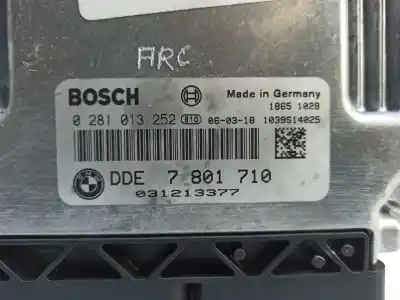 ARC
BOSCH
Made in Germany
1865 1028
0 281 013 252 810 06-03-18 1039S14025
DDE 7 801 710
031213377